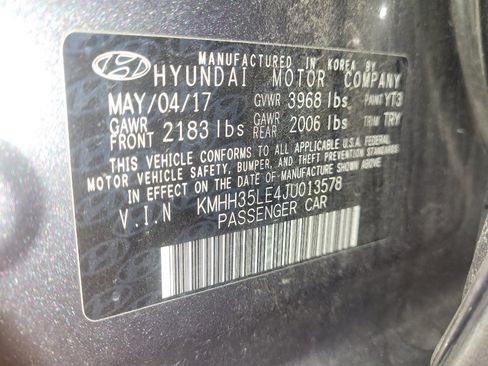 MANUFACTURED IN KOREA BY
HYUNDAI MOTOR COMPANY
MAY/04/17 GVWR 3968 lbs PAINT YT3
GAWR FRONT 2183 lbs GAWR REAR 2006 lbs TRIM TRY
THIS VEHICLE CONFORMS TO ALL APPLICABLE U.S.A. FEDERAL
MOTOR VEHICLE SAFETY, BUMPER, AND THEFT PREVENTION STANDARDS
IN EFFECT ON THE DATE OF MANUFACTURE SHOWN ABOVE.
V.I.N KMHH35LE4JU013578
PASSENGER CAR